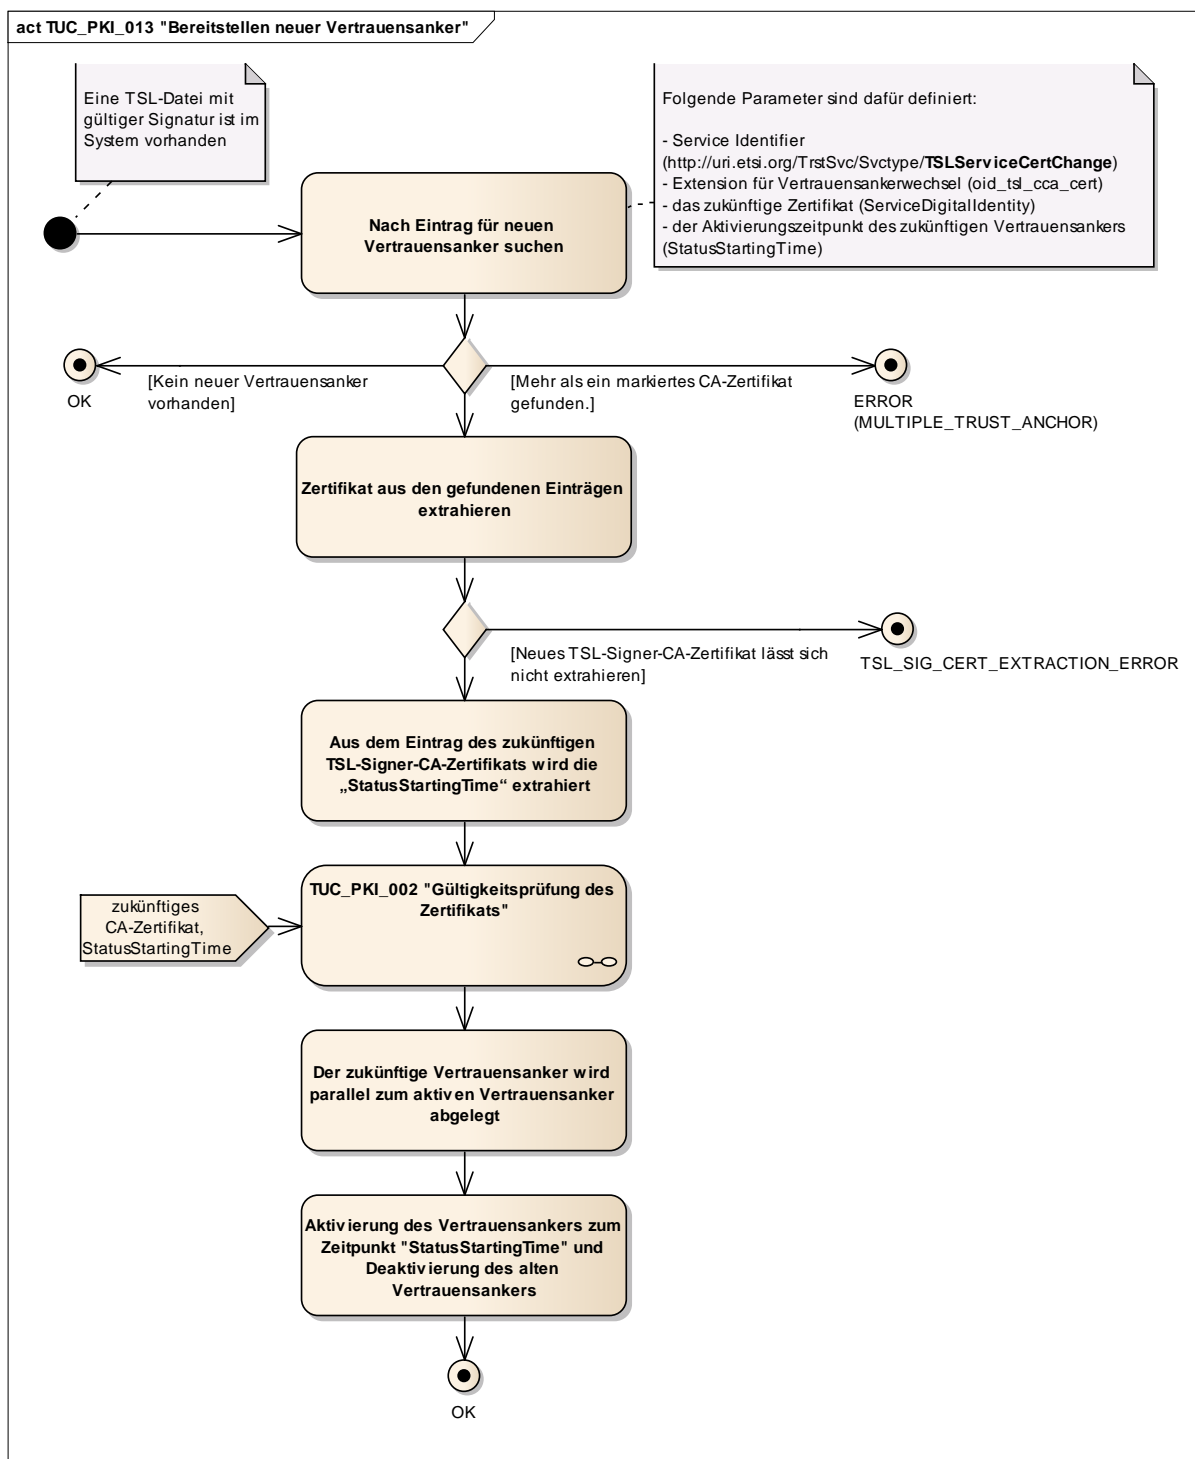 act TUC_PKI_013 "Bereitstellen neuer Vertrauensanker"
Eine TSL-Datei mit
gültiger Signatur ist im
System vorhanden
Folgende Parameter sind dafür definiert:
- Service Identifier
(http://uri.etsi.org/TrstSvc/Svctype/TSLServiceCertChange)
- Extension für Vertrauensankerwechsel (oid_tsl_cca_cert)
- das zukünftige Zertifikat (ServiceDigitalIdentity)
- der Aktivierungszeitpunkt des zukünftigen Vertrauensankers
(StatusStartingTime)
Nach Eintrag für neuen
Vertrauensanker suchen
[Kein neuer Vertrauensanker
vorhanden]
OK
[Mehr als ein markiertes CA-Zertifikat
gefunden.]
ERROR
(MULTIPLE_TRUST_ANCHOR)
Zertifikat aus den gefundenen Einträgen
extrahieren
[Neues TSL-Signer-CA-Zertifikat lässt sich
nicht extrahieren]
TSL_SIG_CERT_EXTRACTION_ERROR
Aus dem Eintrag des zukünftigen
TSL-Signer-CA-Zertifikats wird die
„StatusStartingTime“ extrahiert
TUC_PKI_002 "Gültigkeitsprüfung des
Zertifikats"
zukünftiges
CA-Zertifikat,
StatusStartingTime
Der zukünftige Vertrauensanker wird
parallel zum aktiven Vertrauensanker
abgelegt
Aktivierung des Vertrauensankers zum
Zeitpunkt "StatusStartingTime" und
Deaktivierung des alten
Vertrauensankers
OK